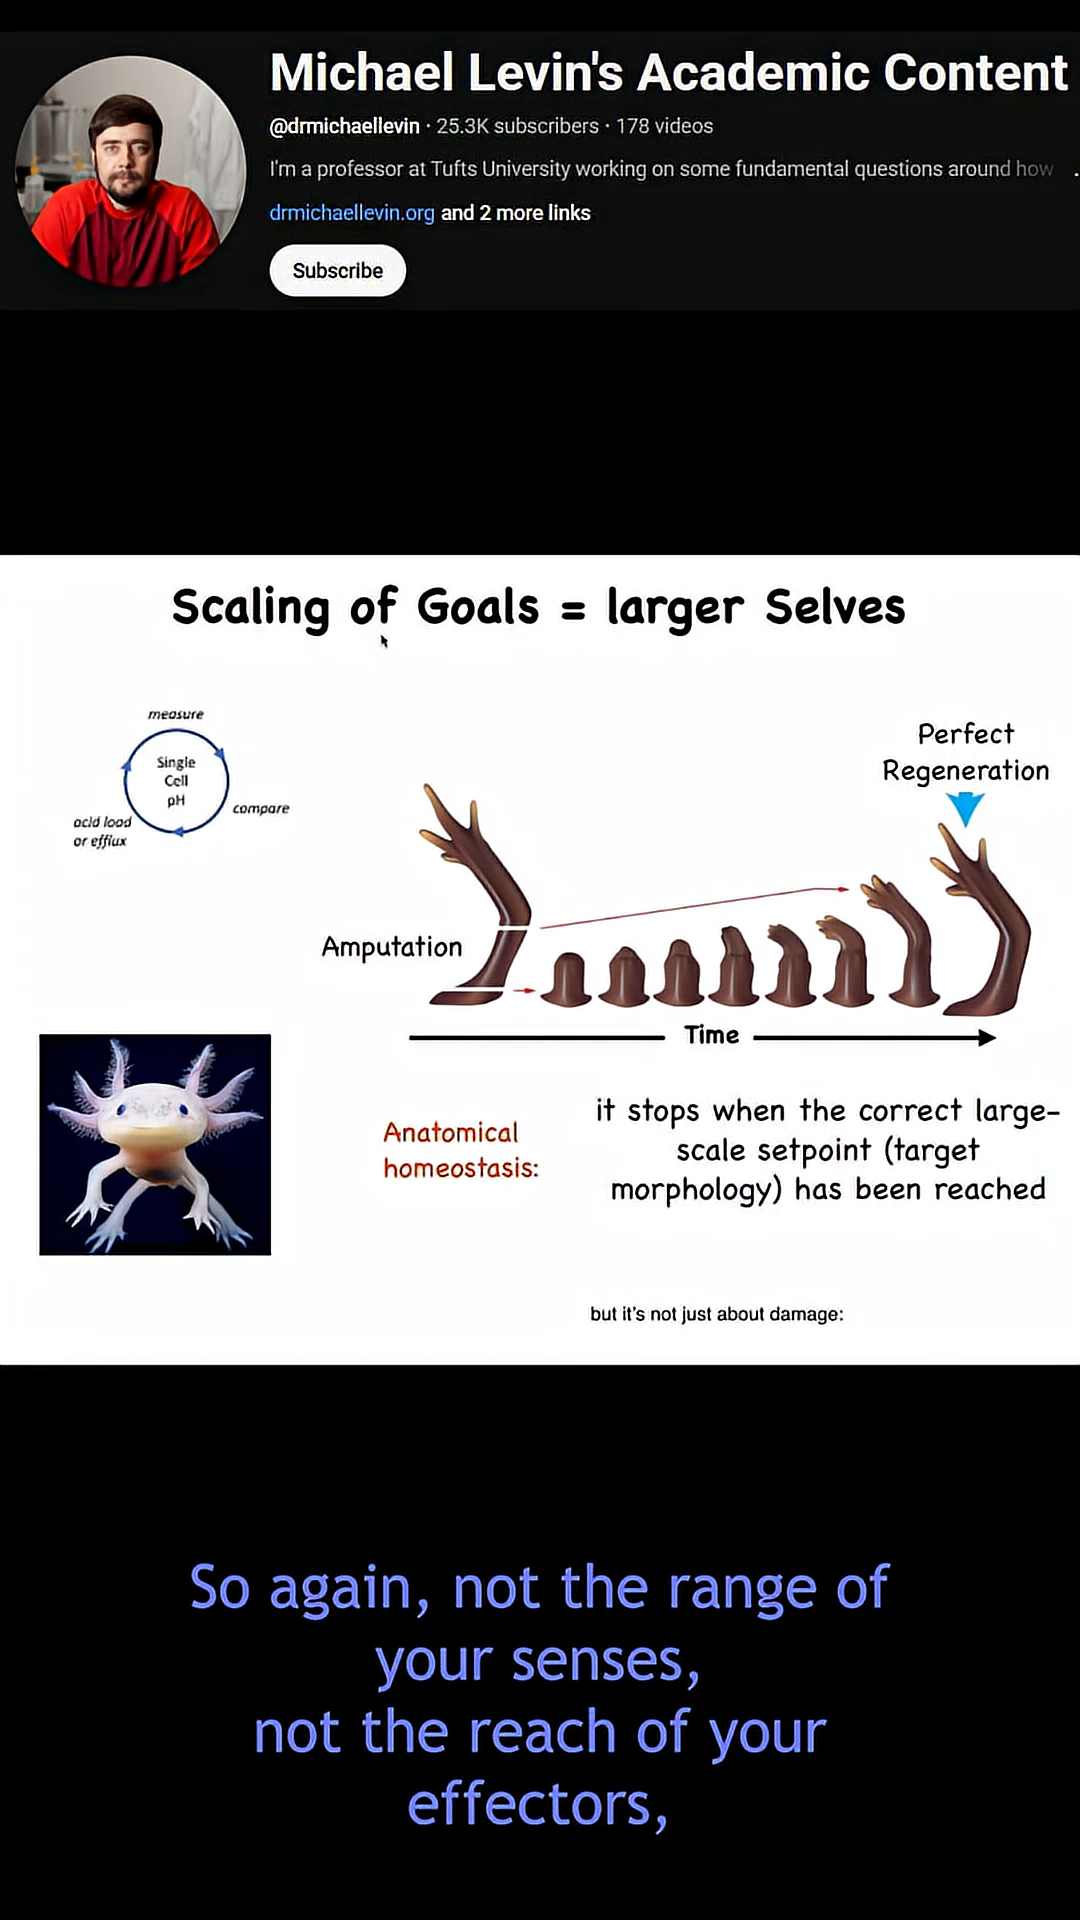 Michael Levin's Academic Content
@drmichaellevin · 25.3K subscribers · 178 videos
I'm a professor at Tufts University working on some fundamental questions around how
drmichaellevin.org and 2 more links
Subscribe
Scaling of Goals = larger Selves
measure
Single
Cell
pH
compare
acid load
or efflux
Perfect
Regeneration
Amputation
Time
Anatomical
homeostasis:
it stops when the correct large-
scale setpoint (target
morphology) has been reached
but it's not just about damage:
So again, not the range of
your senses,
not the reach of your
effectors,